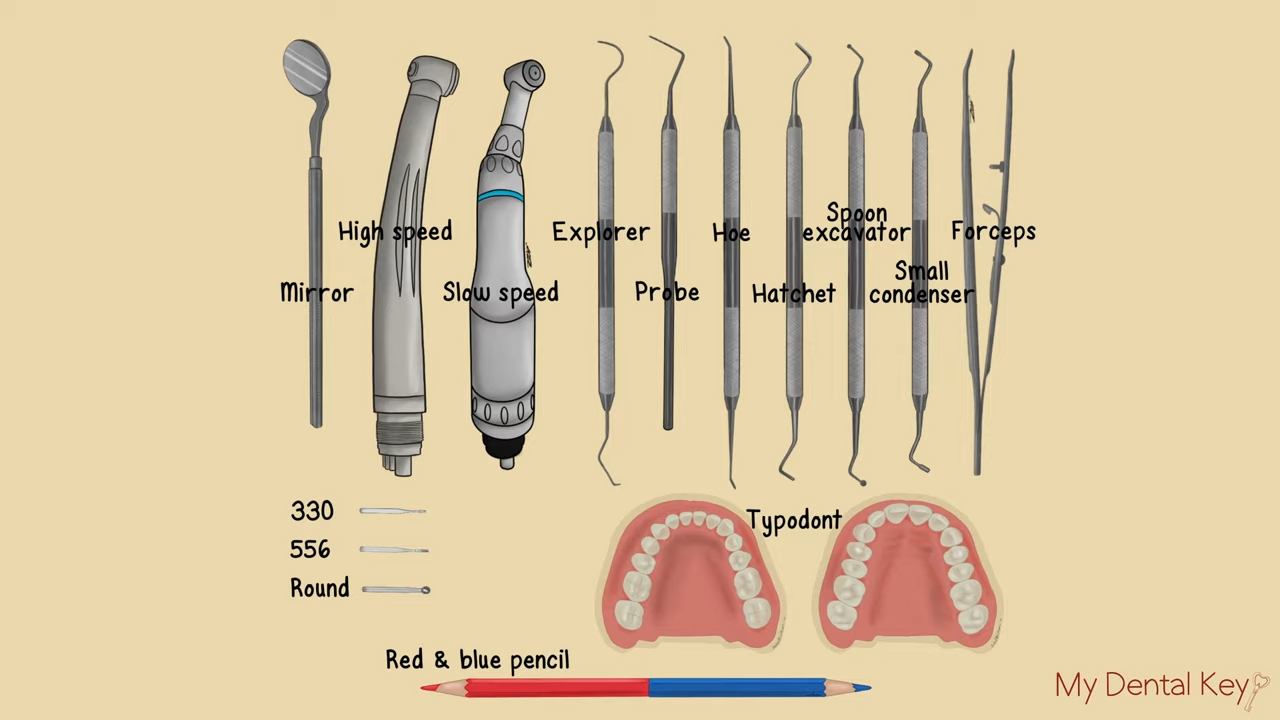 Mirror
High speed
Slow speed
Explorer
Probe
Hoe
Hatchet
Spoon
excavator
Small
condenser
Forceps
330
556
Round
Typodont
Red & blue pencil
My Dental Key